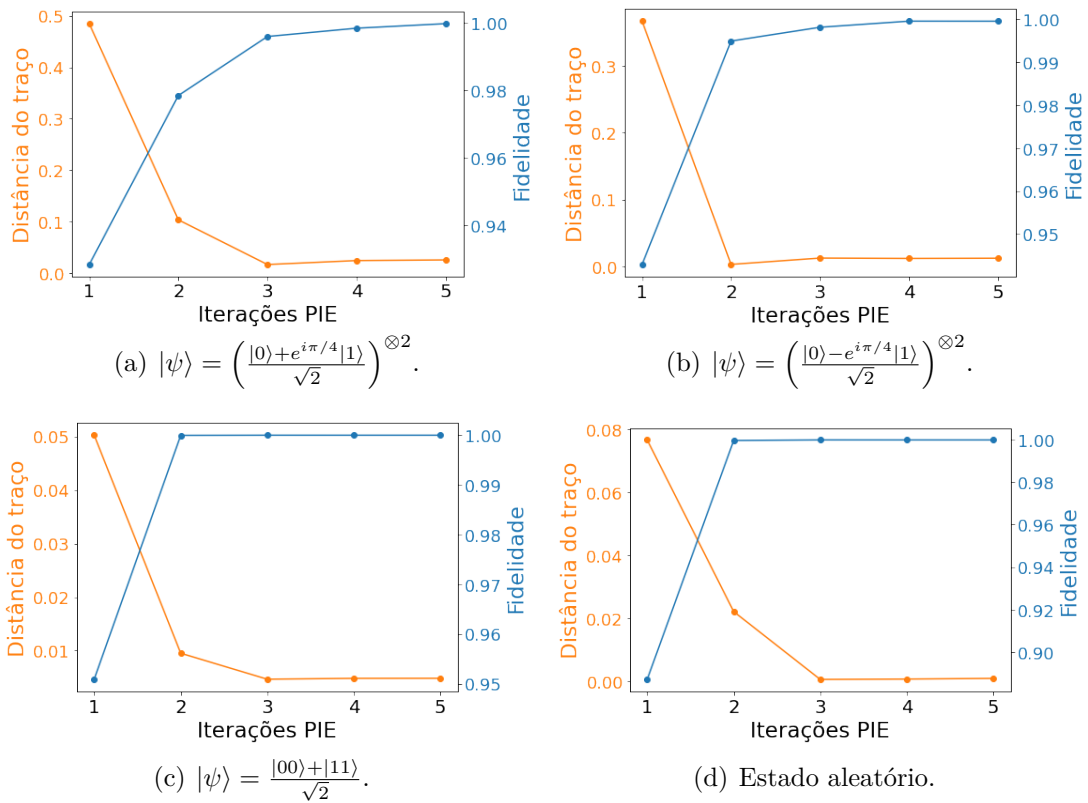 0.5
0.4
0.3
0.2
0.1
0.0
Distância do traço
1.00
0.98
0.96
0.94
Fidelidade
1 2 3 4 5
Iterações PIE
(a) |ψ⟩ = (|0⟩+e^{iπ/4}|1⟩ / √2)^{⊗2}.
0.3
0.2
0.1
0.0
Distância do traço
1.00
0.99
0.98
0.97
0.96
0.95
Fidelidade
1 2 3 4 5
Iterações PIE
(b) |ψ⟩ = (|0⟩−e^{iπ/4}|1⟩ / √2)^{⊗2}.
0.05
0.04
0.03
0.02
0.01
Distância do traço
1.00
0.99
0.98
0.97
0.96
0.95
Fidelidade
1 2 3 4 5
Iterações PIE
(c) |ψ⟩ = |00⟩+|11⟩ / √2.
0.08
0.06
0.04
0.02
0.00
Distância do traço
1.00
0.98
0.96
0.94
0.92
0.90
Fidelidade
1 2 3 4 5
Iterações PIE
(d) Estado aleatório.